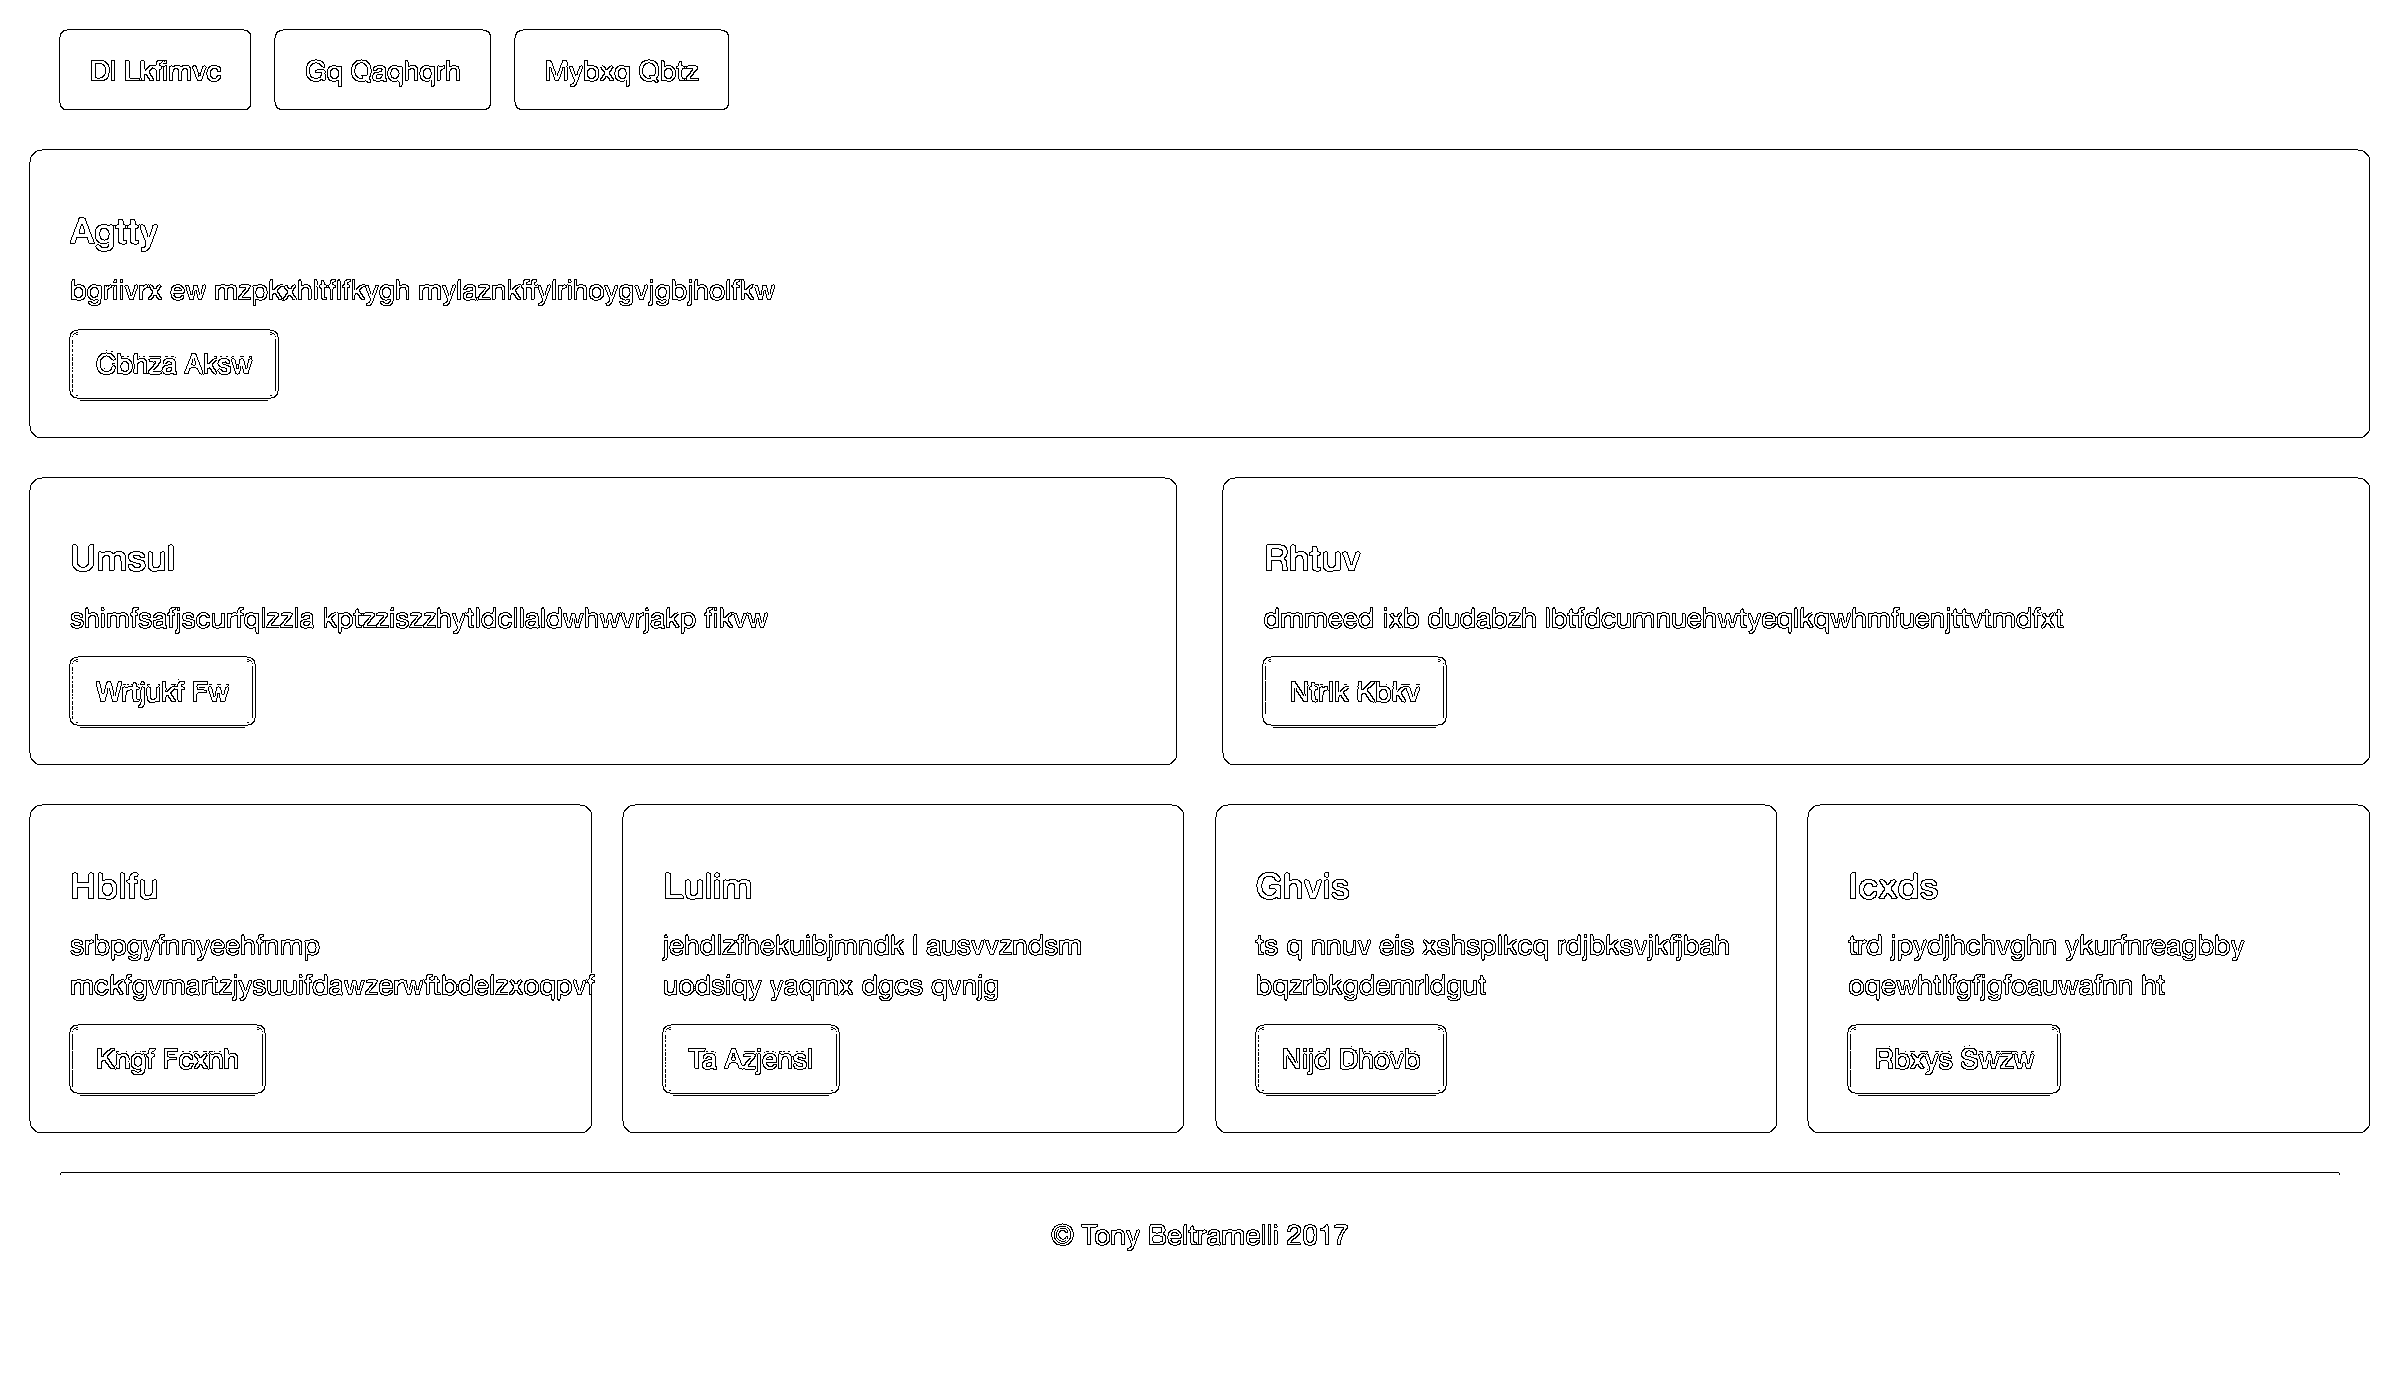 Dl Lkfimvc
Gq Qaqhqrh
Mybxq Qbtz
Agtty
bgriivrx ew mzpkxhltflfkygh mylaznkffylrihoygvjgbjholfkw
Cbhza Aksw
Umsul
shimfsafjscurfqlzzla kptzziszzhytldcllaldwhwvrjakp fikvw
Wrtjukf Fw
Rhtuv
dmmeed ixb dudabzh lbtfdcumnuehwtyeqlkqwhmfuenjttvtmdfxt
Ntrlk Kbkv
Hblfu
srbpgyfnnyeehfnmp
mckfgvmartzjysuuifdawzerwftbdelzxoqpvf
Kngf Fcxnh
Lulim
jehdlzfhekuibjmndk l ausvvzndsm
uodsiqy yaqmx dgcs qvnjg
Ta Azjensl
Ghvis
ts q nnuv eis xshsplkcq rdjbksvjkfjbah
bqzrbkgdemrldgut
Nijd Dhovb
Icxds
trd jpydjhchvghn ykurfnreagbby
oqewhtlfgfjgfoauwafnn ht
Rbxys Swzw
© Tony Beltramelli 2017